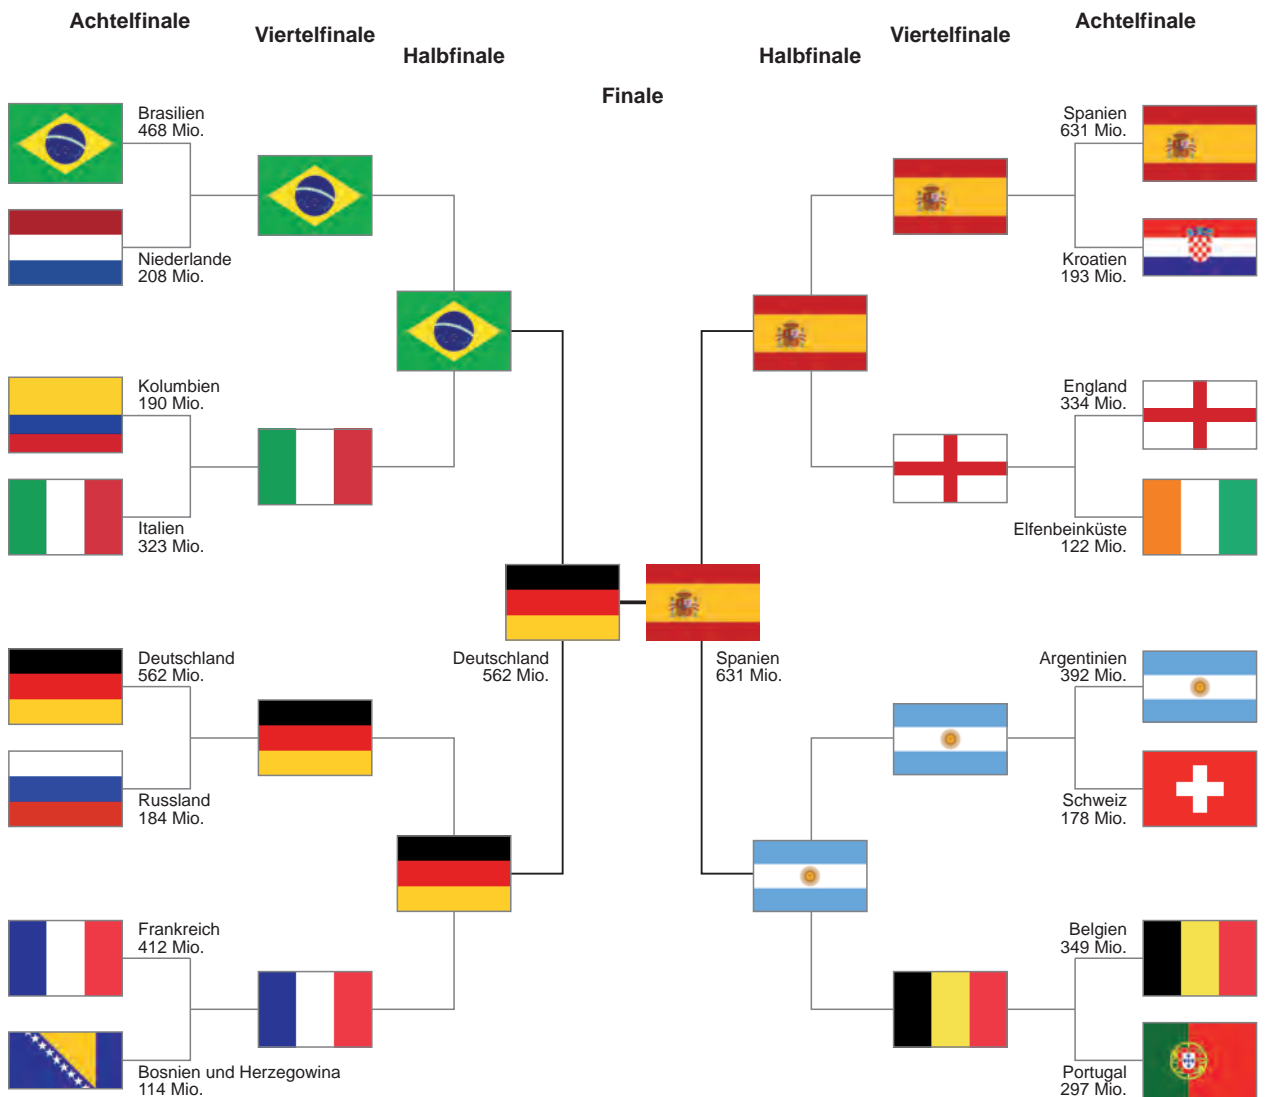 Achtelfinale
Viertelfinale
Halbfinale
Finale
Halbfinale
Viertelfinale
Achtelfinale
Brasilien
468 Mio.
Niederlande
208 Mio.
Kolumbien
190 Mio.
Italien
323 Mio.
Deutschland
562 Mio.
Russland
184 Mio.
Frankreich
412 Mio.
Bosnien und Herzegowina
114 Mio.
Deutschland
562 Mio.
Spanien
631 Mio.
Spanien
631 Mio.
Kroatien
193 Mio.
England
334 Mio.
Elfenbeinküste
122 Mio.
Argentinien
392 Mio.
Schweiz
178 Mio.
Belgien
349 Mio.
Portugal
297 Mio.